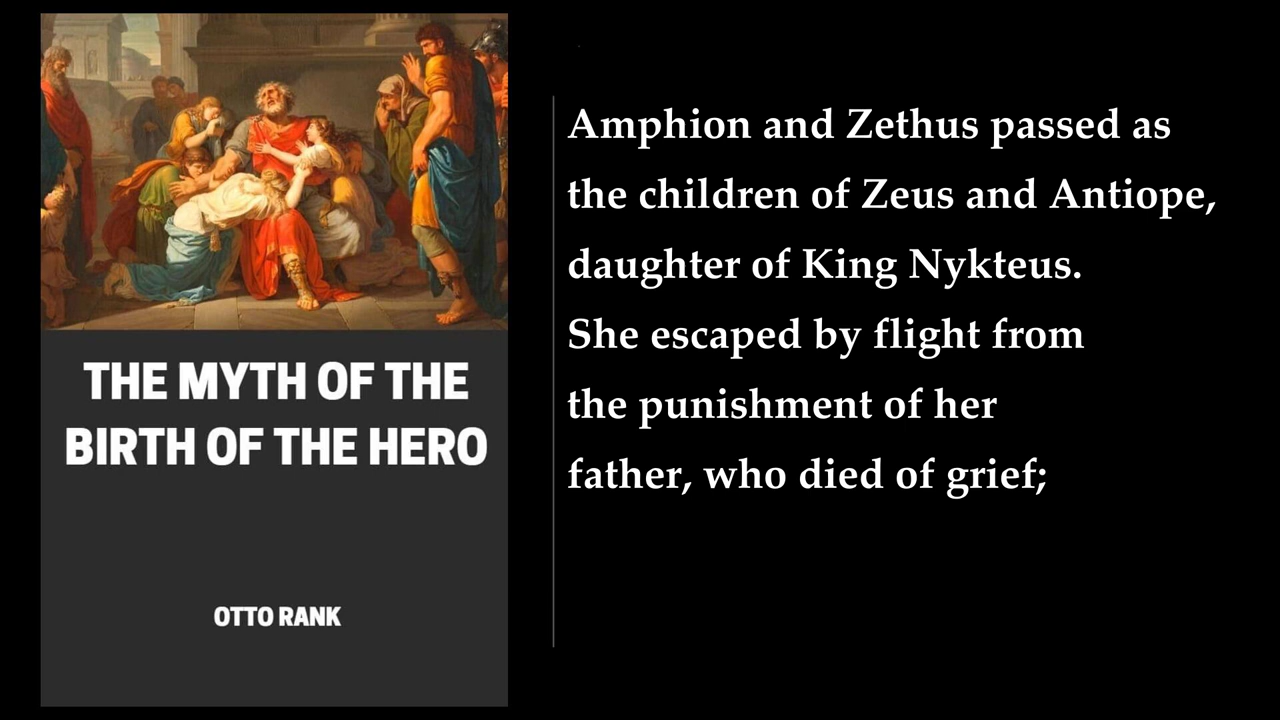 THE MYTH OF THE
BIRTH OF THE HERO
OTTO RANK
Amphion and Zethus passed as
the children of Zeus and Antiope,
daughter of King Nykteus.
She escaped by flight from
the punishment of her
father, who died of grief;